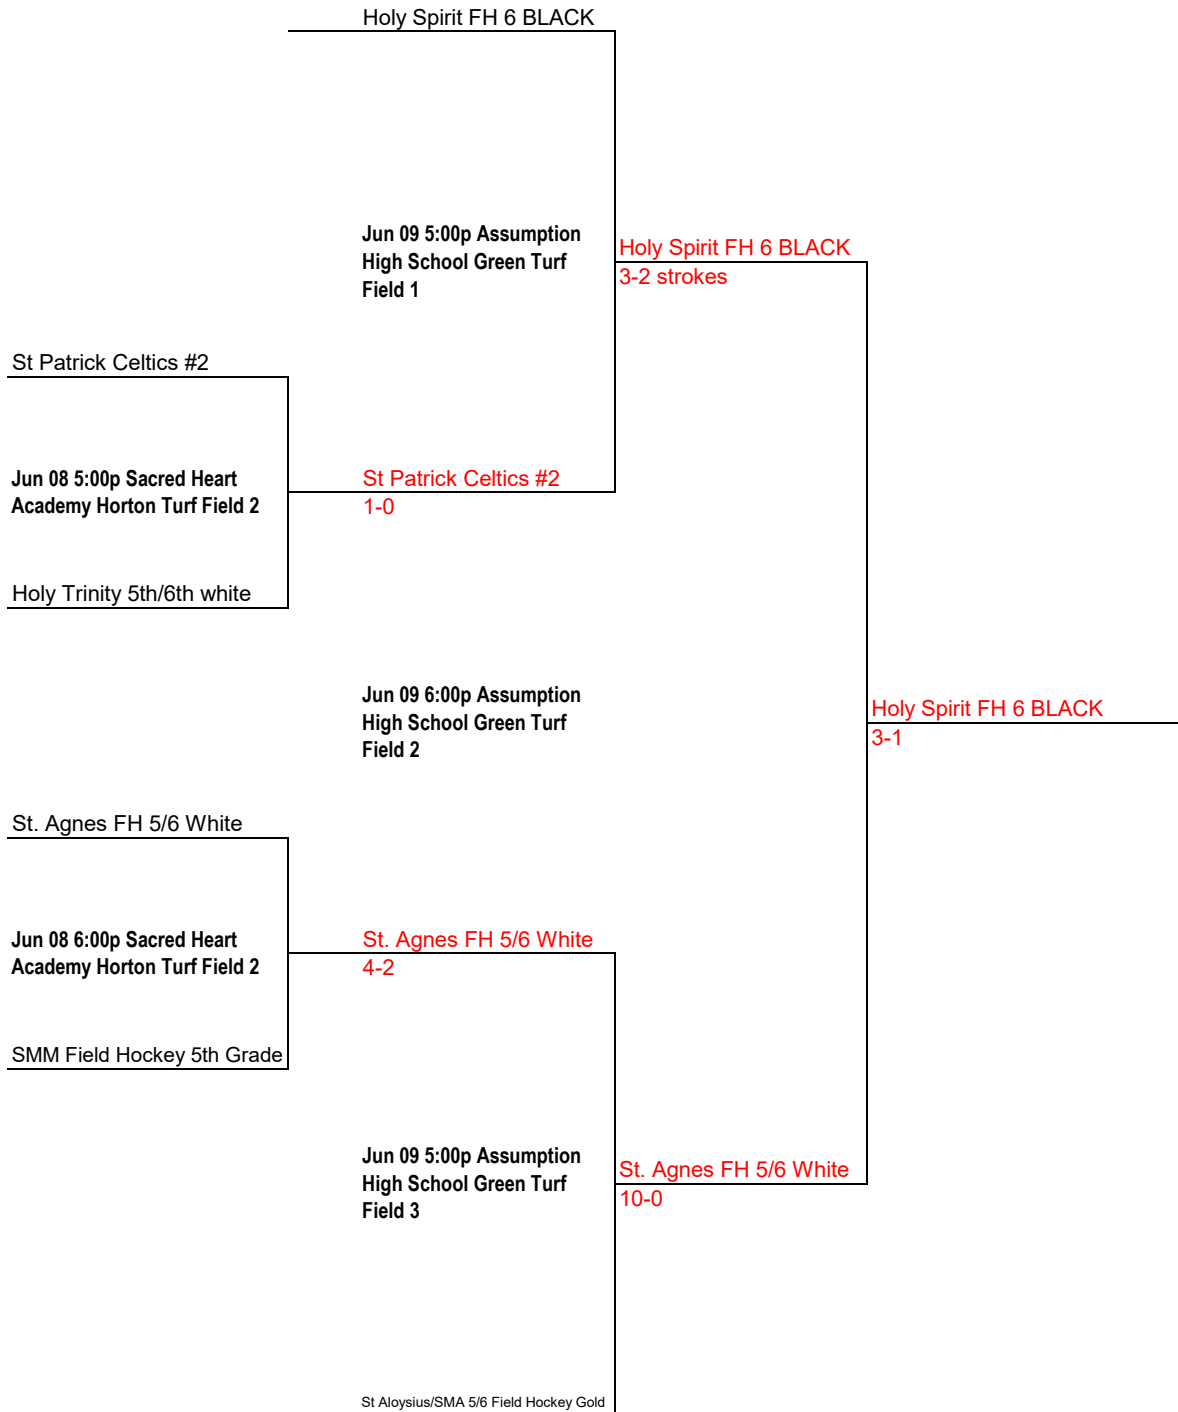 Holy Spirit FH 6 BLACK
Jun 09 5:00p Assumption
High School Green Turf
Field 1
Holy Spirit FH 6 BLACK
3-2 strokes
St Patrick Celtics #2
Jun 08 5:00p Sacred Heart
Academy Horton Turf Field 2
St Patrick Celtics #2
1-0
Holy Trinity 5th/6th white
Jun 09 6:00p Assumption
High School Green Turf
Field 2
Holy Spirit FH 6 BLACK
3-1
St. Agnes FH 5/6 White
Jun 08 6:00p Sacred Heart
Academy Horton Turf Field 2
St. Agnes FH 5/6 White
4-2
SMM Field Hockey 5th Grade
Jun 09 5:00p Assumption
High School Green Turf
Field 3
St. Agnes FH 5/6 White
10-0
St Aloysius/SMA 5/6 Field Hockey Gold